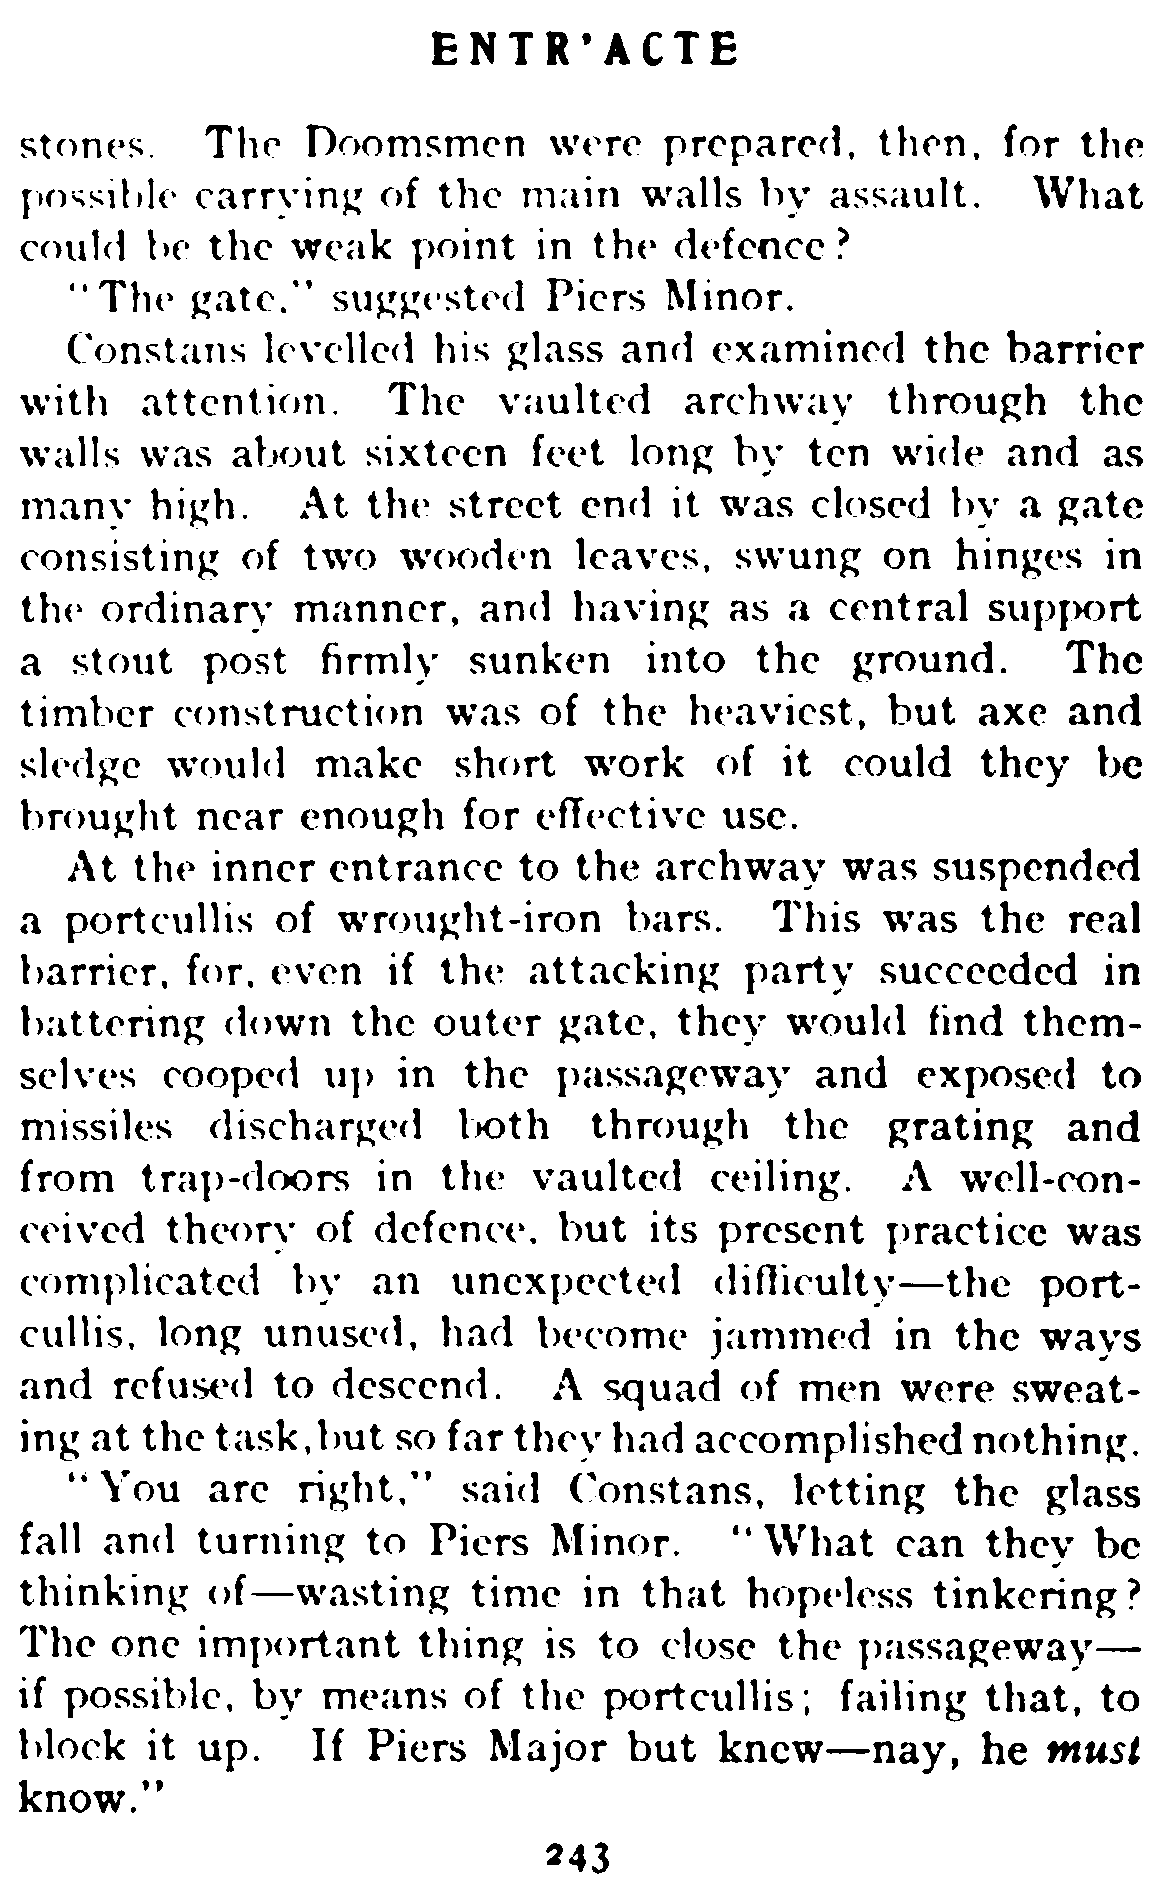 ENTR'ACTE
stones. The Doomsmen were prepared, then, for the
possible carrying of the main walls by assault. What
could be the weak point in the defence?
"The gate," suggested Piers Minor.
Constans levelled his glass and examined the barrier
with attention. The vaulted archway through the
walls was about sixteen feet long by ten wide and as
many high. At the street end it was closed by a gate
consisting of two wooden leaves, swung on hinges in
the ordinary manner, and having as a central support
a stout post firmly sunken into the ground. The
timber construction was of the heaviest, but axe and
sledge would make short work of it could they be
brought near enough for effective use.
At the inner entrance to the archway was suspended
a portcullis of wrought-iron bars. This was the real
barrier, for, even if the attacking party succeeded in
battering down the outer gate, they would find them-
selves cooped up in the passageway and exposed to
missiles discharged both through the grating and
from trap-doors in the vaulted ceiling. A well-con-
ceived theory of defence, but its present practice was
complicated by an unexpected difficulty—the port-
cullis, long unused, had become jammed in the ways
and refused to descend. A squad of men were sweat-
ing at the task, but so far they had accomplished nothing.
"You are right," said Constans, letting the glass
fall and turning to Piers Minor. "What can they be
thinking of—wasting time in that hopeless tinkering?
The one important thing is to close the passageway—
if possible, by means of the portcullis; failing that, to
block it up. If Piers Major but knew—nay, he must
know."
243